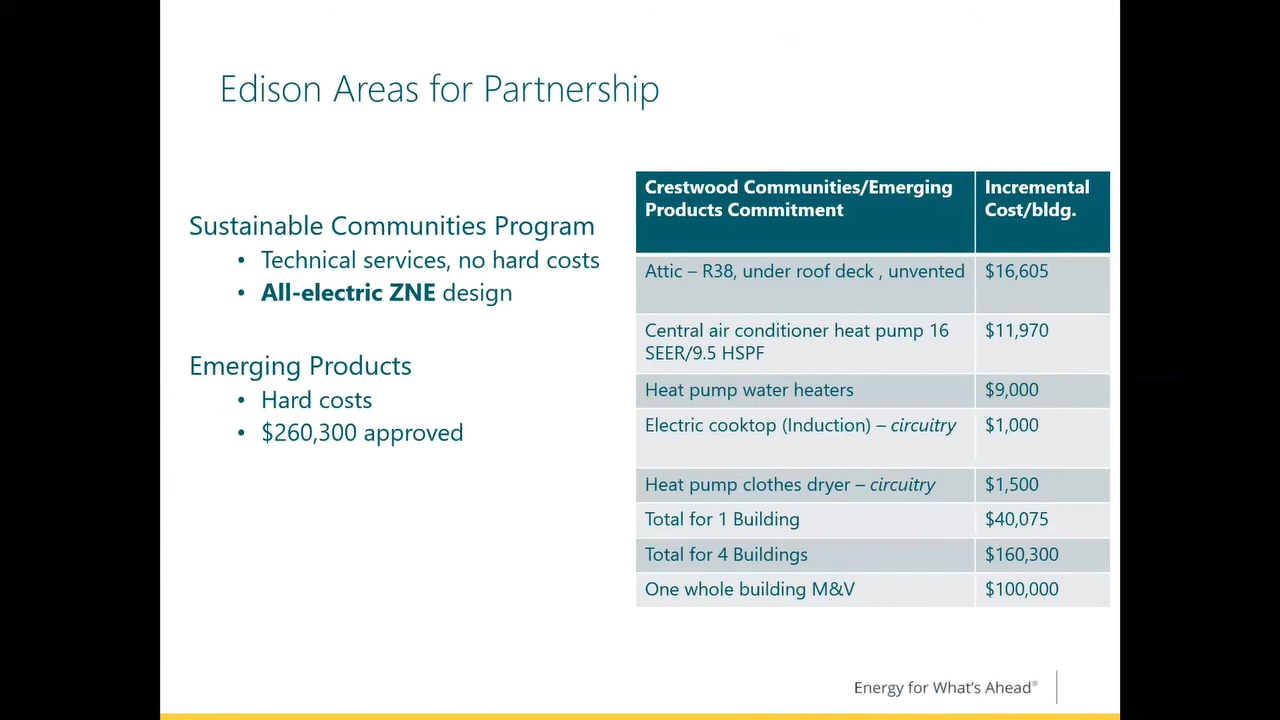 Edison Areas for Partnership
Sustainable Communities Program
• Technical services, no hard costs
• All-electric ZNE design
Emerging Products
• Hard costs
• $260,300 approved
Crestwood Communities/Emerging
Products Commitment
Incremental
Cost/bldg.
Attic – R38, under roof deck , unvented
$16,605
Central air conditioner heat pump 16
SEER/9.5 HSPF
$11,970
Heat pump water heaters
$9,000
Electric cooktop (Induction) – circuitry
$1,000
Heat pump clothes dryer – circuitry
$1,500
Total for 1 Building
$40,075
Total for 4 Buildings
$160,300
One whole building M&V
$100,000
Energy for What's Ahead®